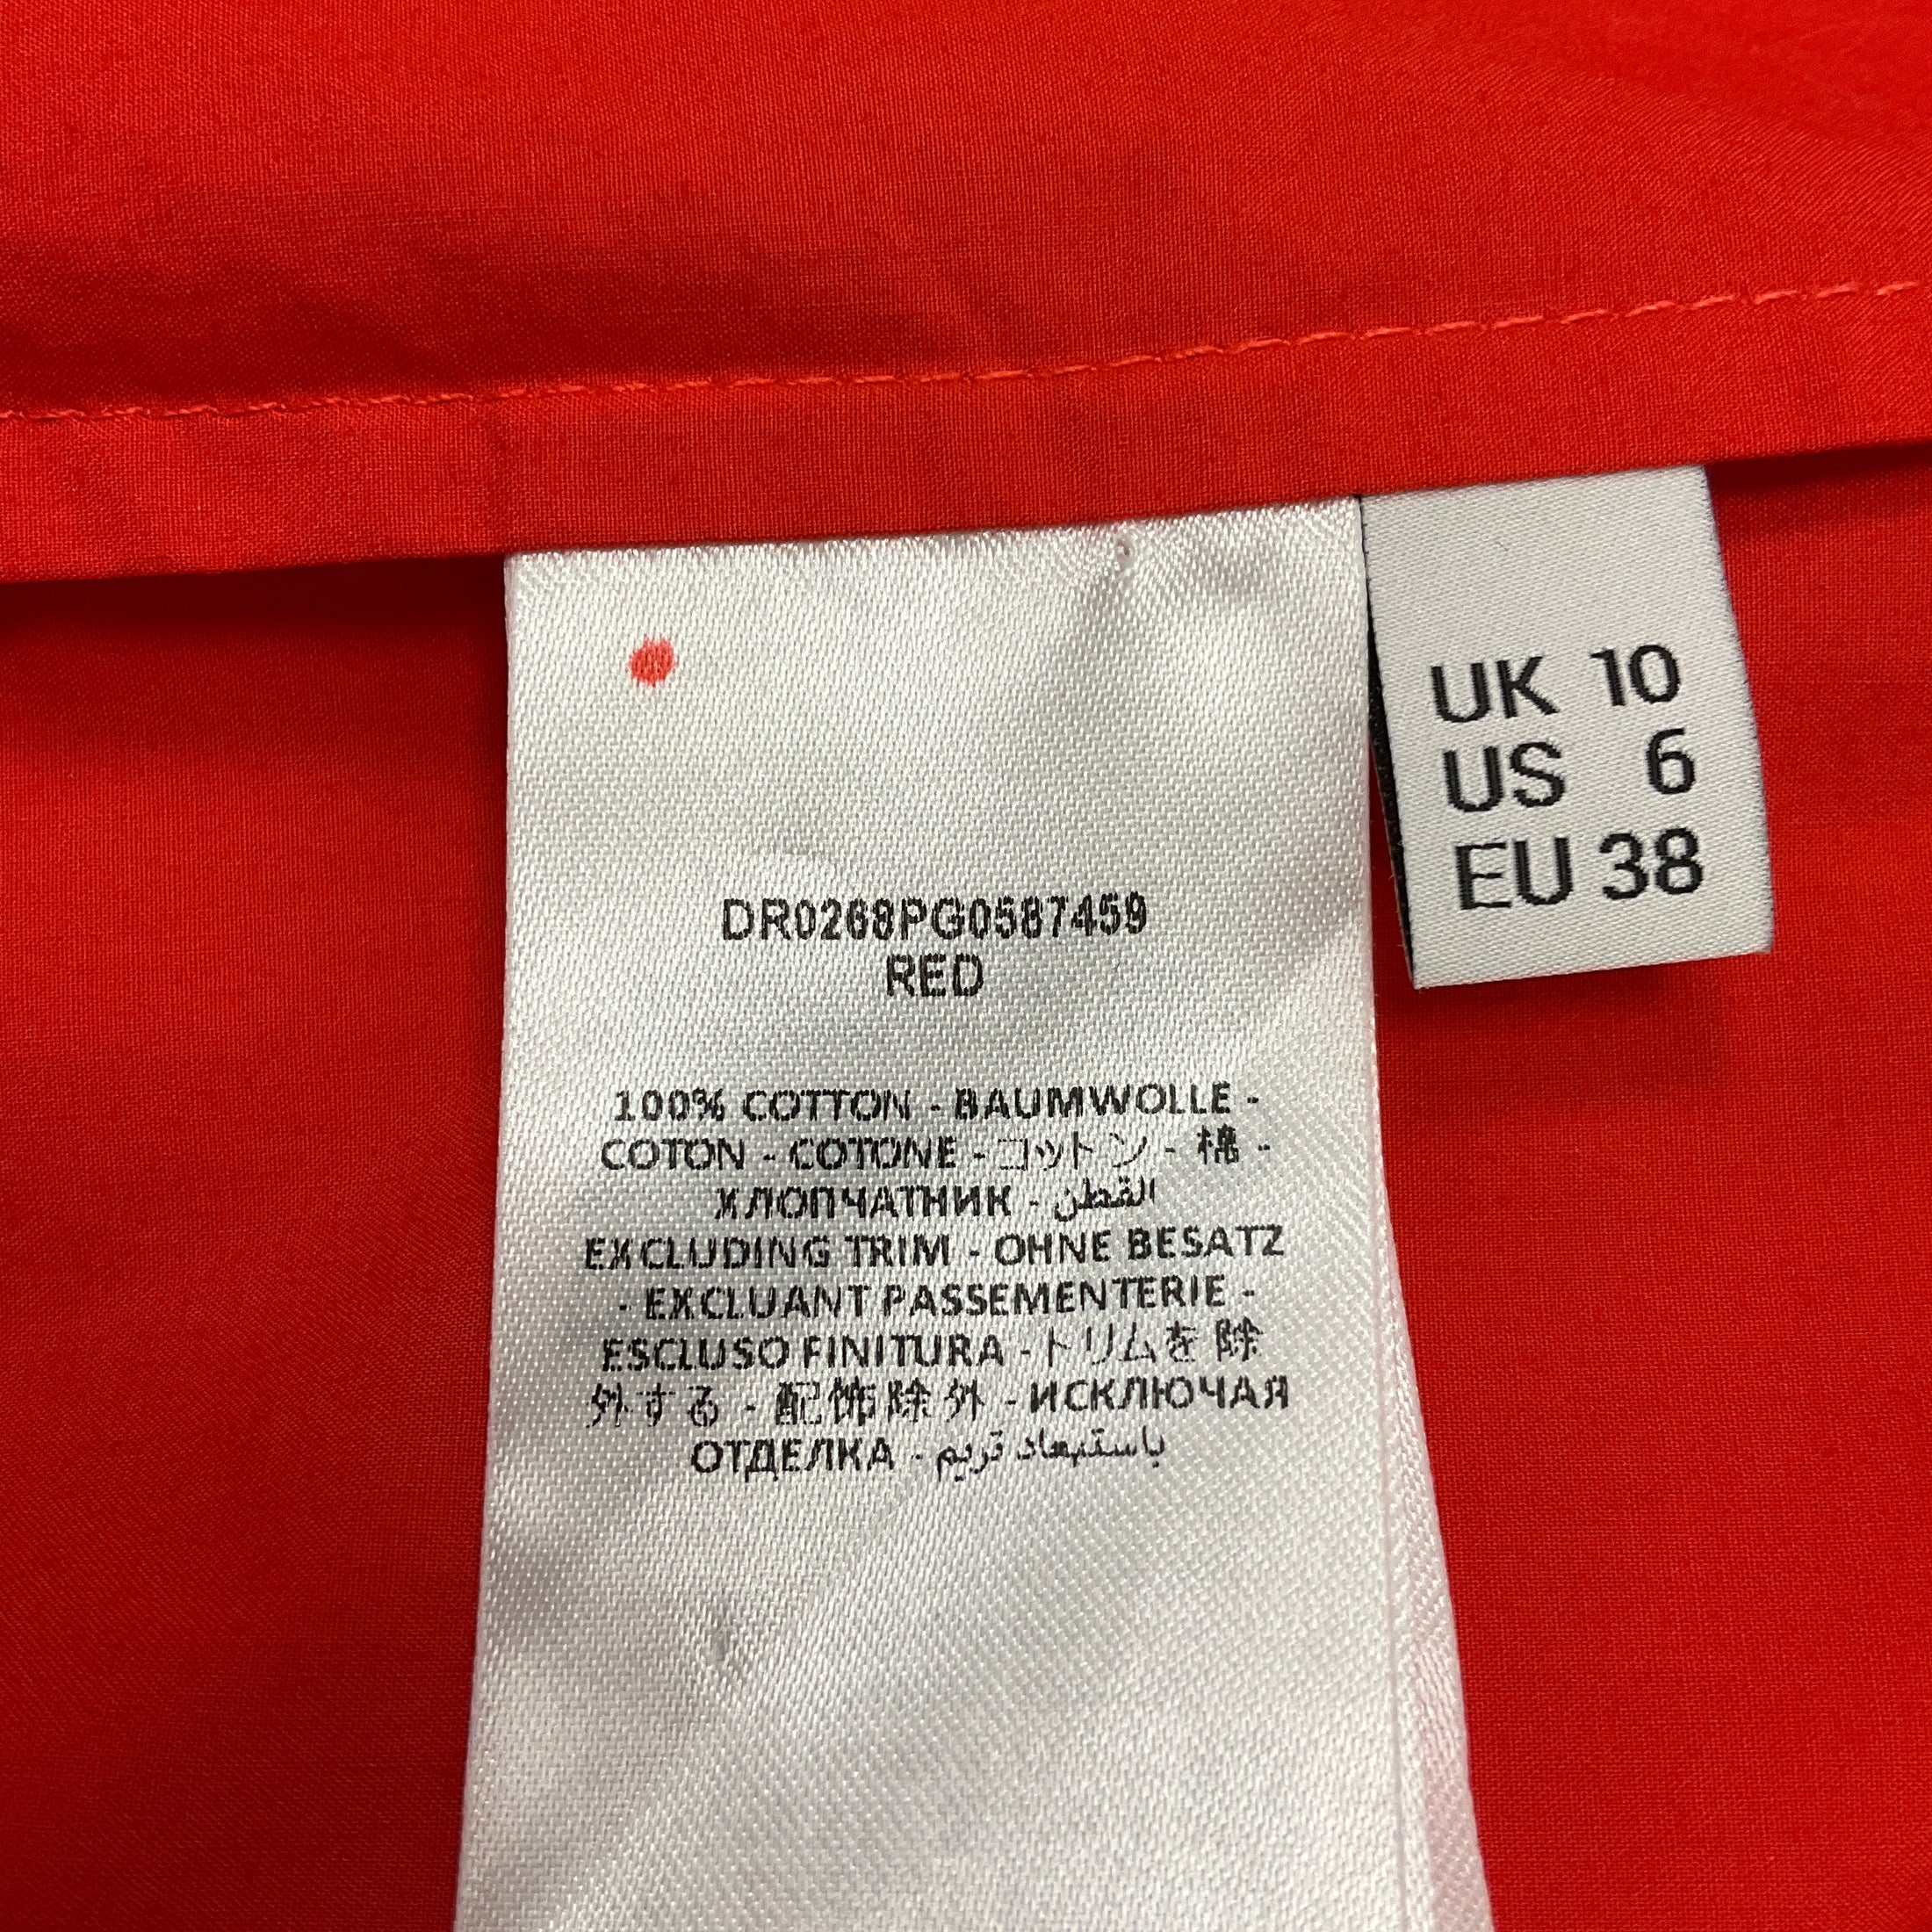 DR0268PG0587459
RED
100% COTTON - BAUMWOLLE -
COTON - COTONE - コットン - 棉 -
ХЛОПЧАТНИК - القطن
EXCLUDING TRIM - OHNE BESATZ
- EXCLUANT PASSEMENTERIE -
ESCLUSO FINITURA - トリムを除
外する - 配饰除外 - ИСКЛЮЧАЯ
ОТДЕЛКА - باستبعاد تريم
UK 10
US 6
EU 38